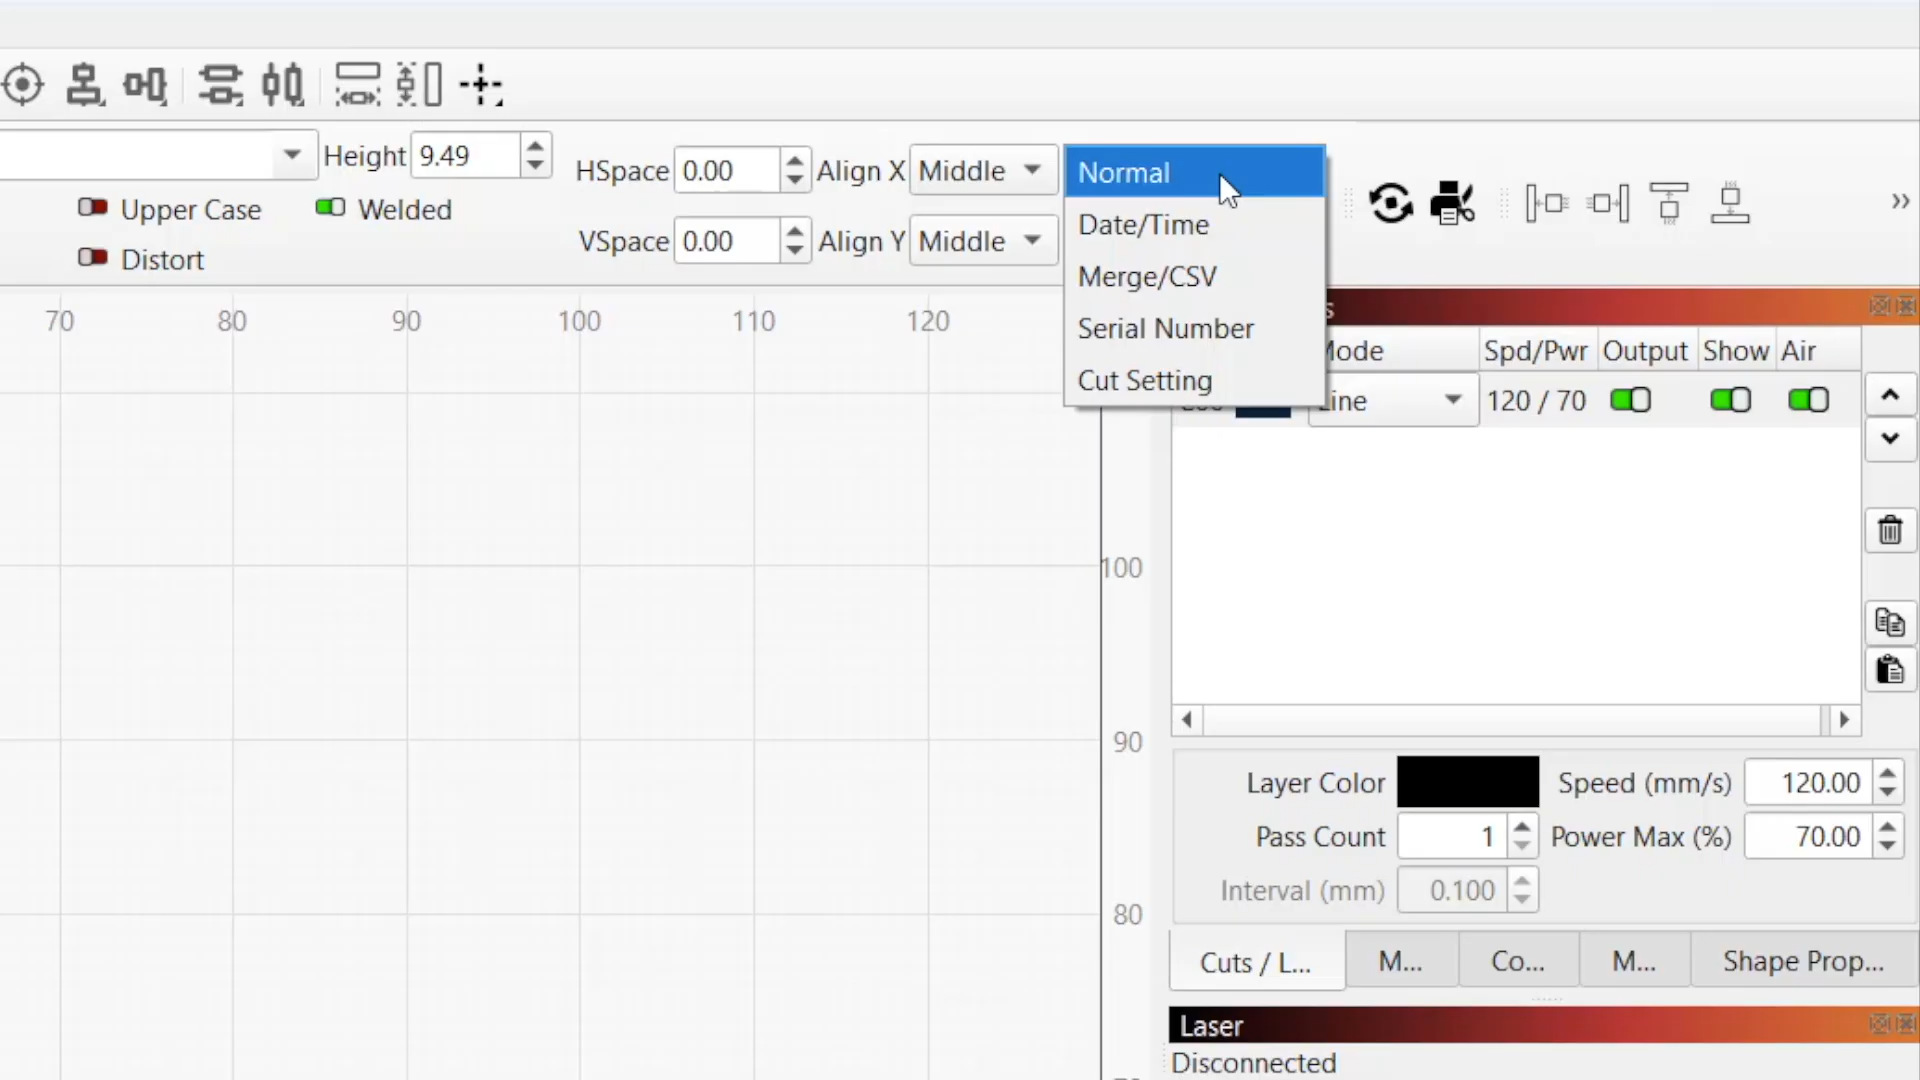 Height 9.49
HSpace 0.00 Align X Middle
Upper Case Welded
VSpace 0.00 Align Y Middle
Distort
Normal
Date/Time
Merge/CSV
Serial Number
Cut Setting
70 80 90 100 110 120
Spd/Pwr Output Show Air
120 / 70
100
90
80
Layer Color Speed (mm/s) 120.00
Pass Count 1 Power Max (%) 70.00
Interval (mm) 0.100
Cuts / L... M... Co... M... Shape Prop...
Laser
Disconnected